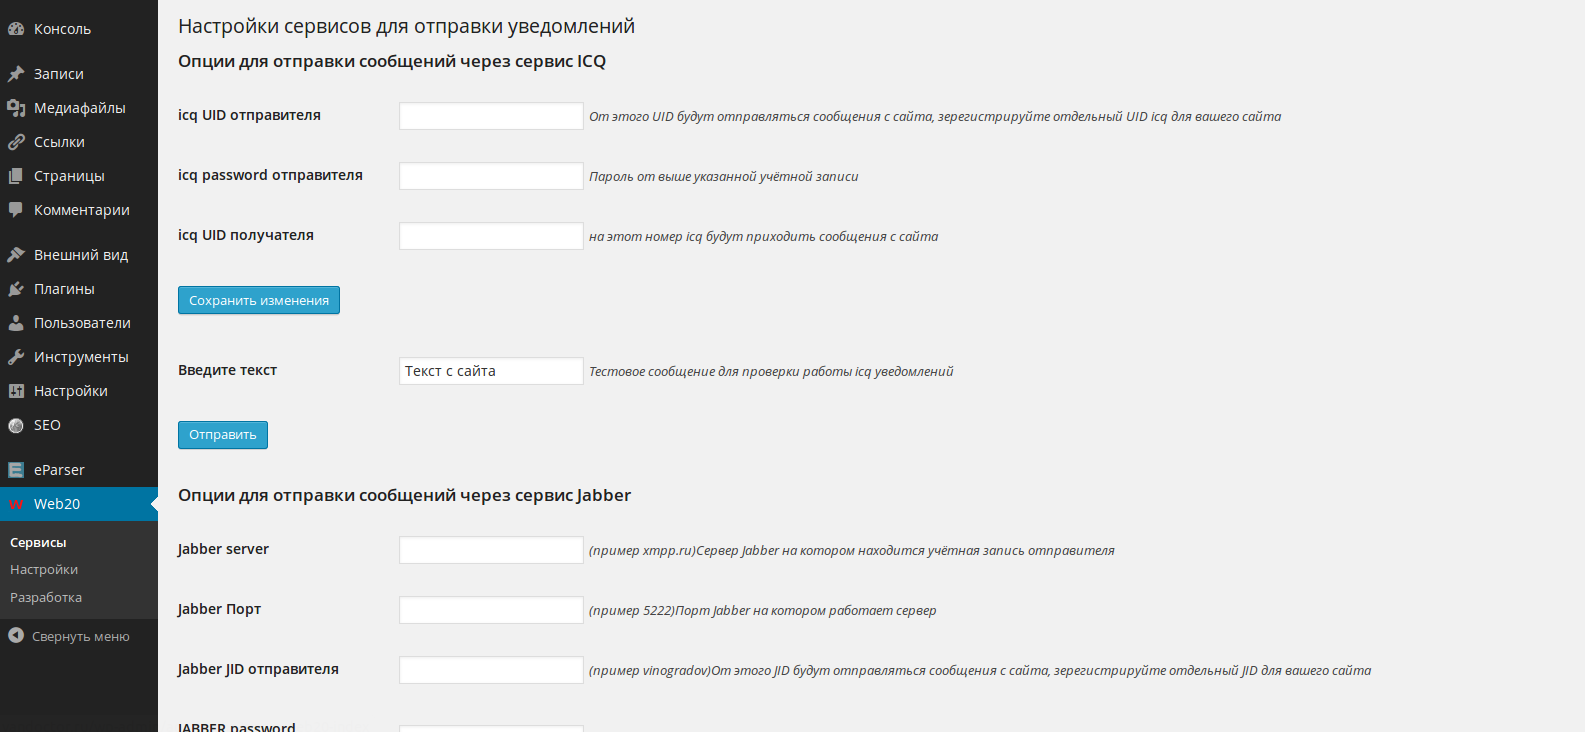 Консоль
Записи
Медиафайлы
Ссылки
Страницы
Комментарии
Внешний вид
Плагины
Пользователи
Инструменты
Настройки
SEO
eParser
Web20
Сервисы
Настройки
Разработка
Свернуть меню
Настройки сервисов для отправки уведомлений
Опции для отправки сообщений через сервис ICQ
icq UID отправителя От этого UID будут отправляться сообщения с сайта, зерегистрируйте отдельный UID icq для вашего сайта
icq password отправителя Пароль от выше указанной учётной записи
icq UID получателя на этот номер icq будут приходить сообщения с сайта
Сохранить изменения
Введите текст Текст с сайта Тестовое сообщение для проверки работы icq уведомлений
Отправить
Опции для отправки сообщений через сервис Jabber
Jabber server (пример xmpp.ru)Сервер Jabber на котором находится учётная запись отправителя
Jabber Порт (пример 5222)Порт Jabber на котором работает сервер
Jabber JID отправителя (пример vinogradov)От этого JID будут отправляться сообщения с сайта, зерегистрируйте отдельный JID для вашего сайта
JABBER password